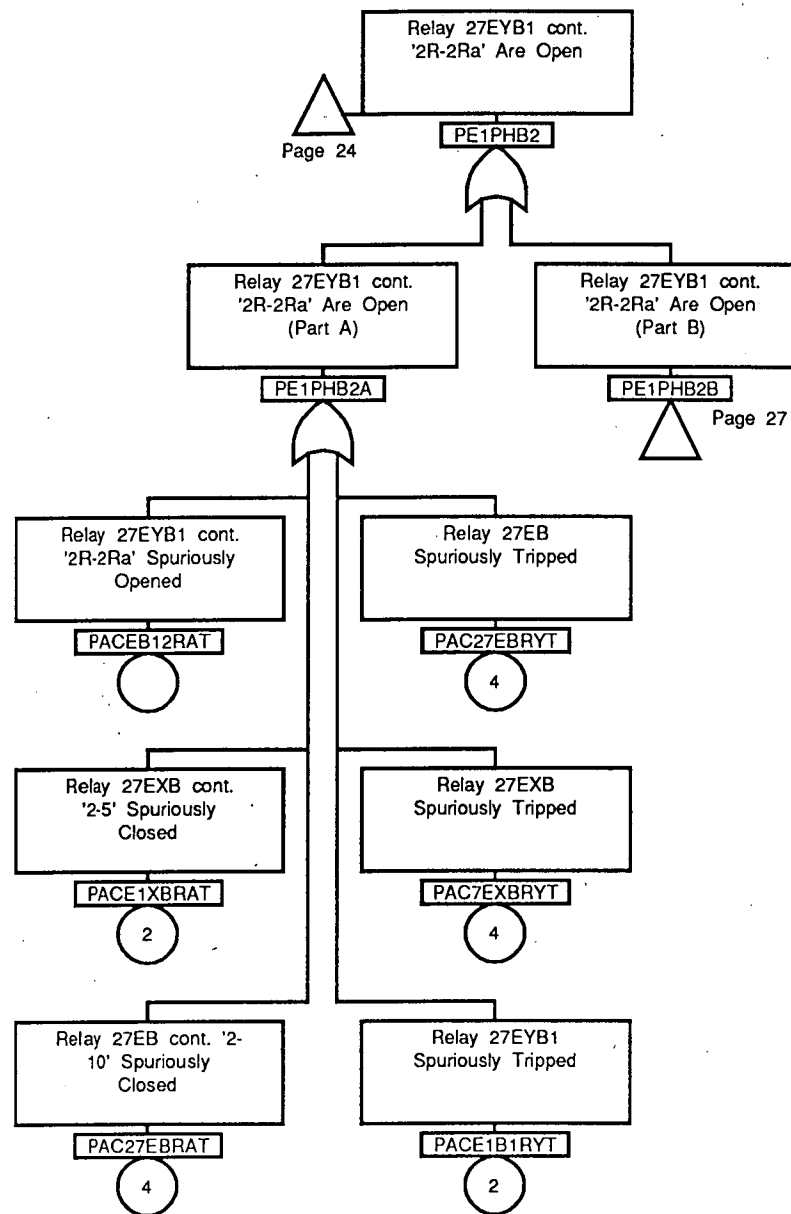 Relay 27EYB1 cont.
'2R-2Ra' Are Open
Page 24
PE1PHB2
Relay 27EYB1 cont.
'2R-2Ra' Are Open
(Part A)
PE1PHB2A
Relay 27EYB1 cont.
'2R-2Ra' Are Open
(Part B)
PE1PHB2B
Page 27
Relay 27EYB1 cont.
'2R-2Ra' Spuriously
Opened
PACEB12RAT
Relay 27EB
Spuriously Tripped
PAC27EBRYT
4
Relay 27EXB cont.
'2-5' Spuriously
Closed
PACE1XBRAT
2
Relay 27EXB
Spuriously Tripped
PAC7EXBRYT
4
Relay 27EB cont. '2-
10' Spuriously
Closed
PAC27EBRAT
4
Relay 27EYB1
Spuriously Tripped
PACE1B1RYT
2